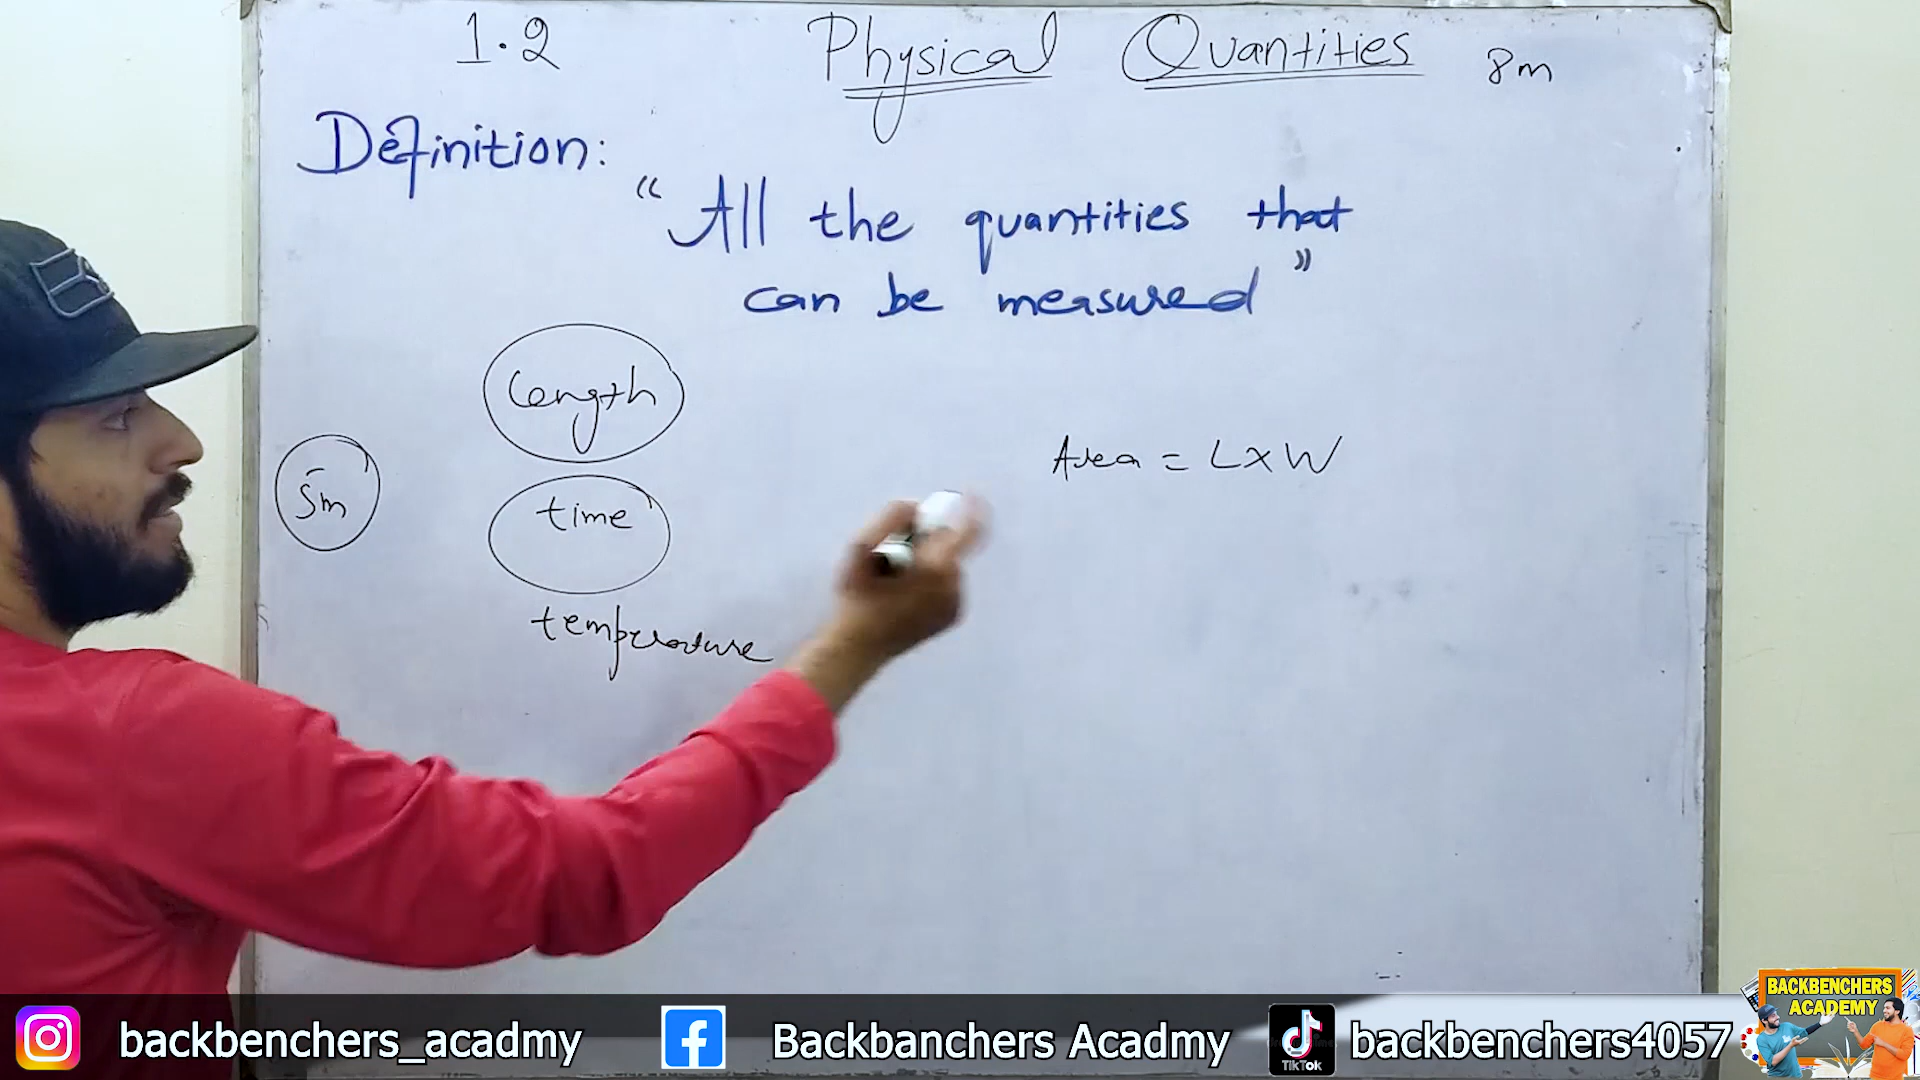 1.2 Physical Quantities 8m
Definition:
“All the quantities that
can be measured”
Length
5m
time
temperature
Area = L×W
backbenchers_acadmy
Backbanchers Acadmy
TikTok
backbenchers4057
BACKBENCHERS
ACADEMY